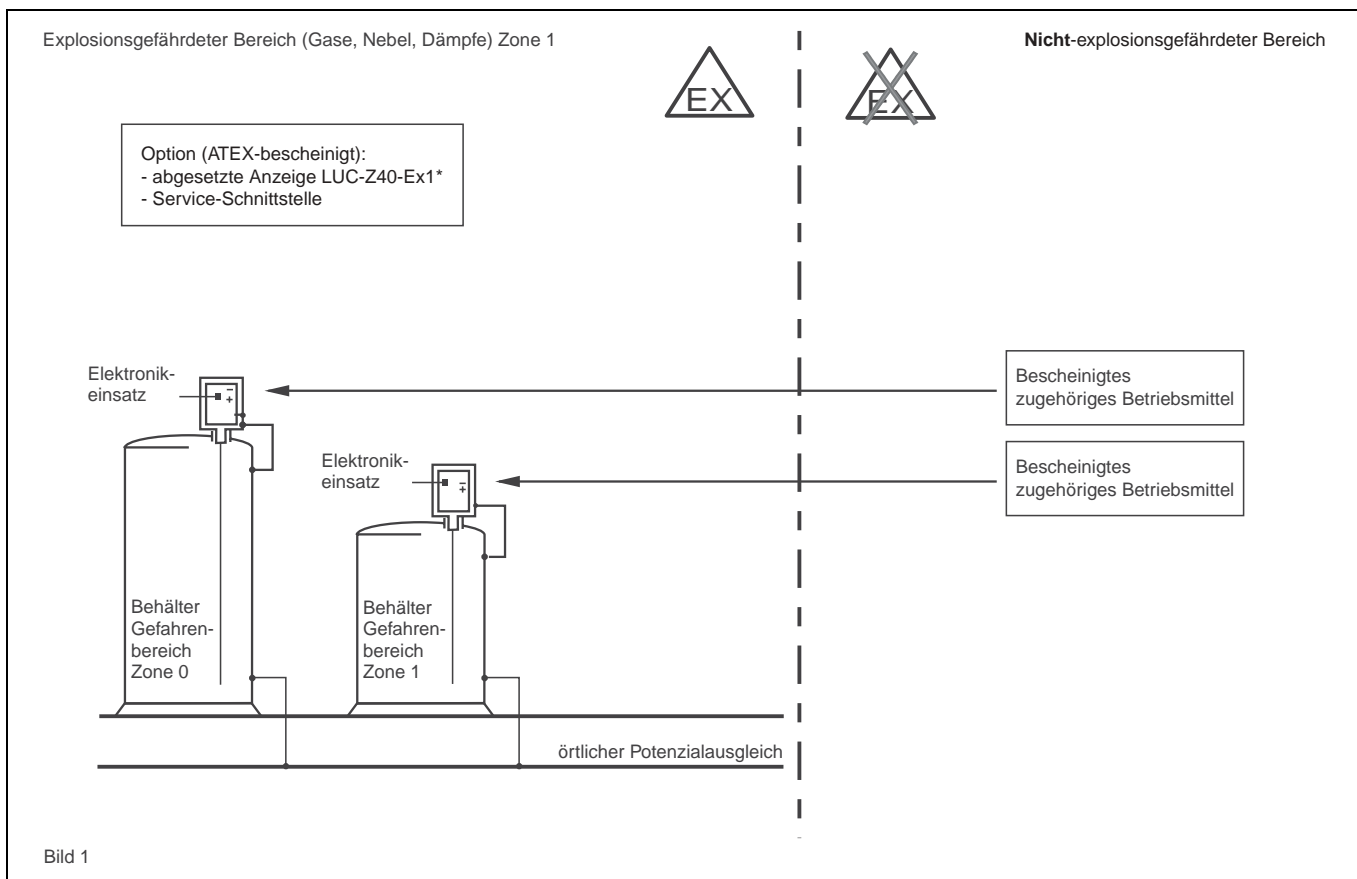 Explosionsgefährdeter Bereich (Gase, Nebel, Dämpfe) Zone 1
Nicht-explosionsgefährdeter Bereich
EX
EX
Option (ATEX-bescheinigt):
- abgesetzte Anzeige LUC-Z40-Ex1*
- Service-Schnittstelle
Elektronik-
einsatz
- +
Bescheinigtes
zugehöriges Betriebsmittel
Elektronik-
einsatz
- +
Bescheinigtes
zugehöriges Betriebsmittel
Behälter
Gefahren-
bereich
Zone 0
Behälter
Gefahren-
bereich
Zone 1
örtlicher Potenzialausgleich
Bild 1